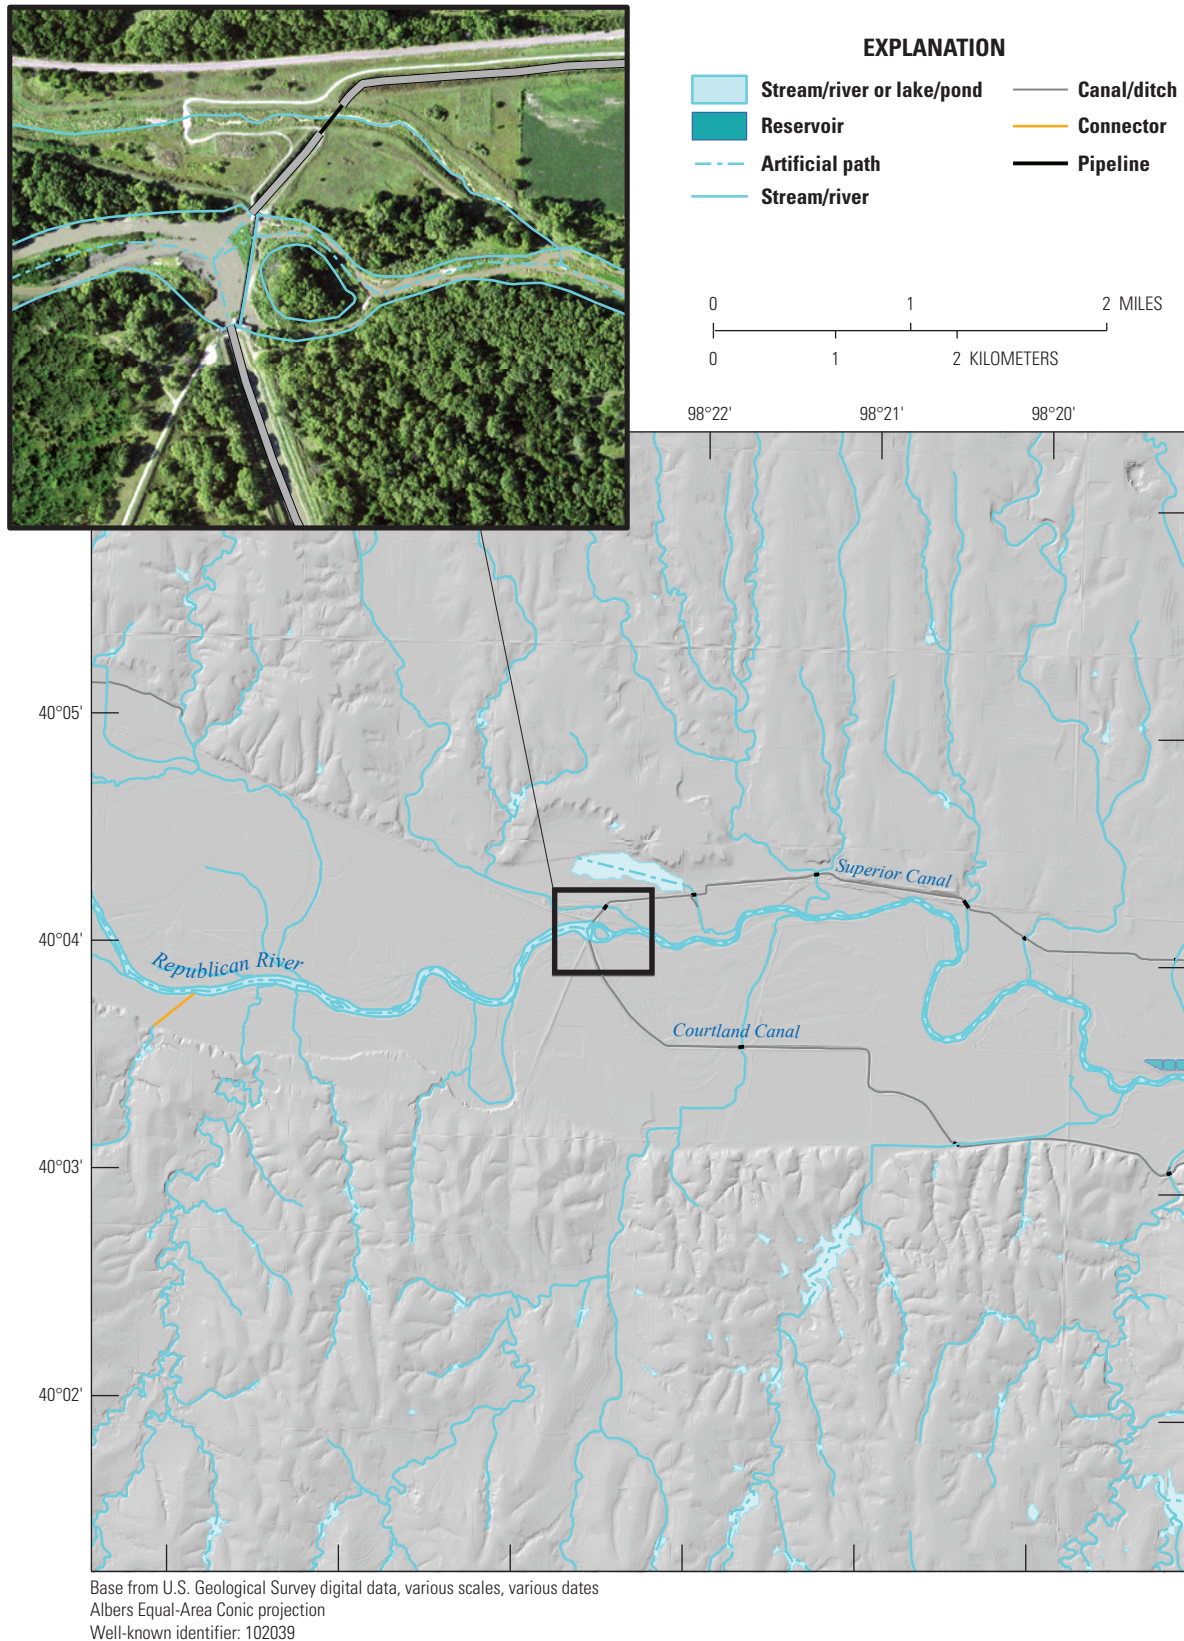 EXPLANATION
Stream/river or lake/pond
Reservoir
Artificial path
Stream/river
Canal/ditch
Connector
Pipeline
0 1 2 MILES
0 1 2 KILOMETERS
98°22' 98°21' 98°20'
40°05'
Superior Canal
40°04'
Republican River
Courtland Canal
40°03'
40°02'
Base from U.S. Geological Survey digital data, various scales, various dates
Albers Equal-Area Conic projection
Well-known identifier: 102039